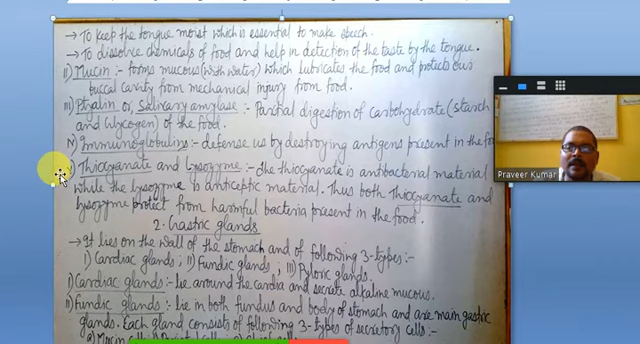 → To keep the tongue moist which is essential to make speech.
→ To dissolve chemicals of food and help in detection of the taste by the tongue.
II) Mucin :- forms mucous (with water) which lubricates the food and protects our
buccal cavity from mechanical injury from food.
III) Ptyalin or, Salivary amylase :- Partial digestion of carbohydrate (starch
and Glycogen) of the food.
IV) Immunoglobulins :- defense us by destroying antigens present in the
Thiocyanate and Lysozyme :- The thiocyanate is antibacterial material
while the lysozyme is antiseptic material. Thus both Thiocyanate and
lysozyme protect from harmful bacteria present in the food.
2. Gastric glands
→ It lies on the wall of the stomach and of following 3-types :-
I) Cardiac glands ; II) Fundic glands ; III) Pyloric glands.
I) Cardiac glands :- lie around the cardia and secrete alkaline mucous.
II) Fundic glands :- lie in both fundus and body of stomach and are main gastric
glands. Each gland consists of following 3-types of secretory cells :-
Praveer Kumar